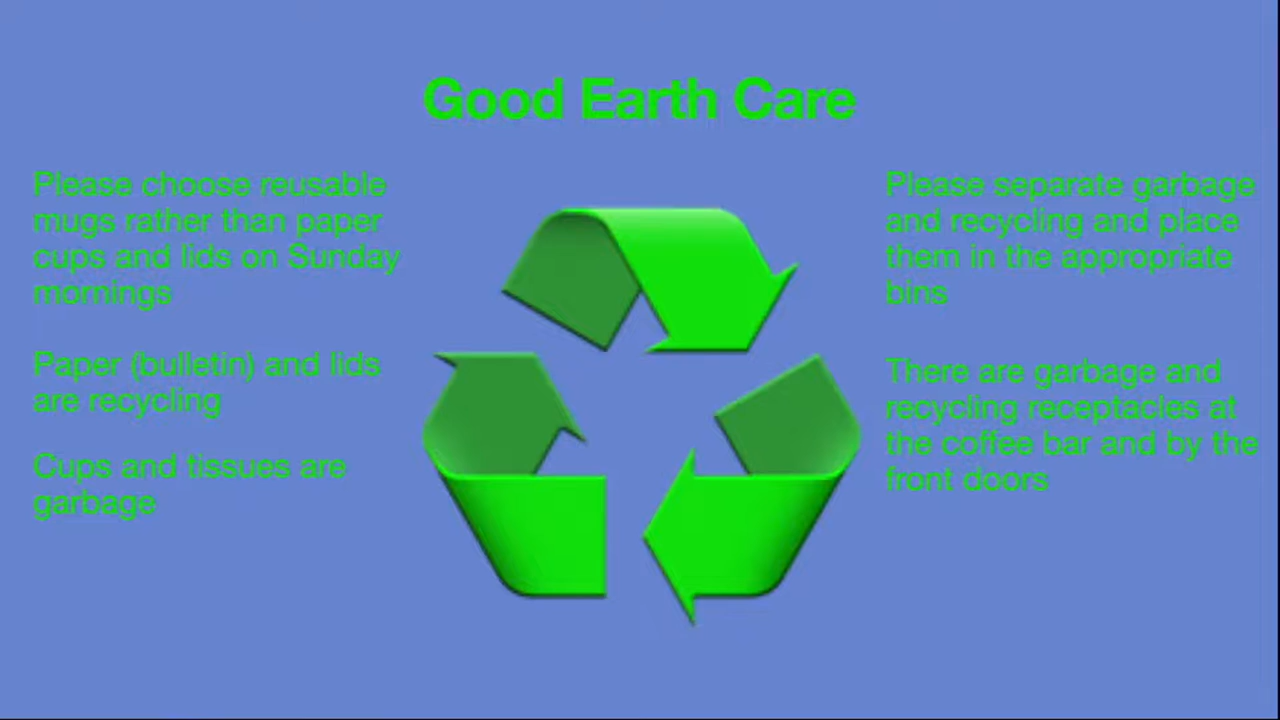 Good Earth Care
Please choose reusable
mugs rather than paper
cups and lids on Sunday
mornings
Paper (bulletin) and lids
are recycling
Cups and tissues are
garbage
Please separate garbage
and recycling and place
them in the appropriate
bins
There are garbage and
recycling receptacles at
the coffee bar and by the
front doors